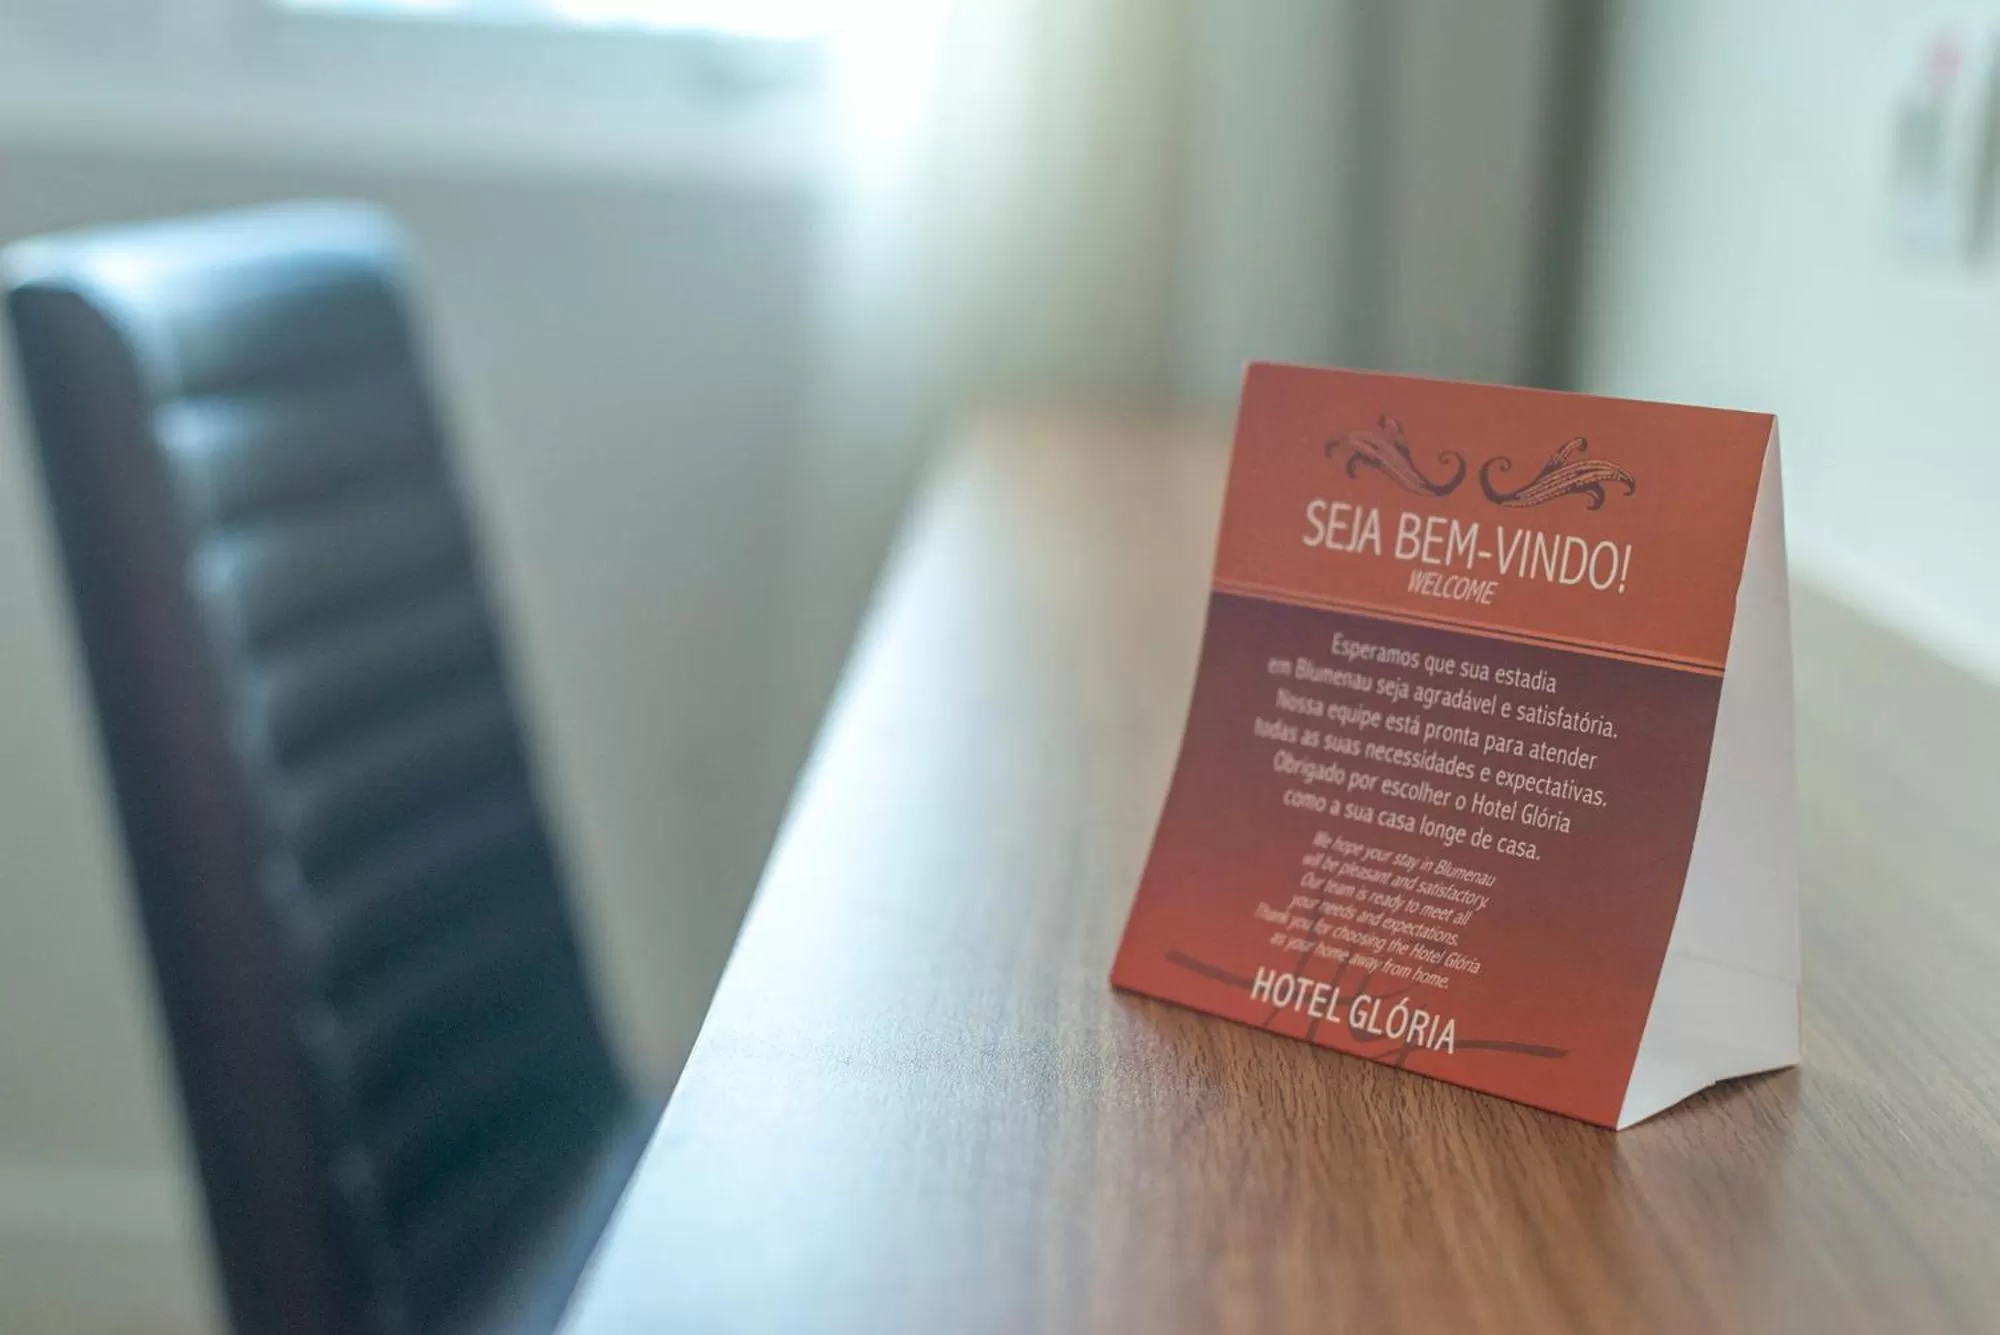 SEJA BEM-VINDO!
WELCOME
Esperamos que sua estadia
em Blumenau seja agradável e satisfatória.
Nossa equipe está pronta para atender
todas as suas necessidades e expectativas.
Obrigado por escolher o Hotel Glória
como a sua casa longe de casa.
We hope your stay in Blumenau
will be pleasant and satisfactory.
Our team is ready to meet all
your needs and expectations.
Thank you for choosing the Hotel Glória
as your home away from home.
HOTEL GLÓRIA